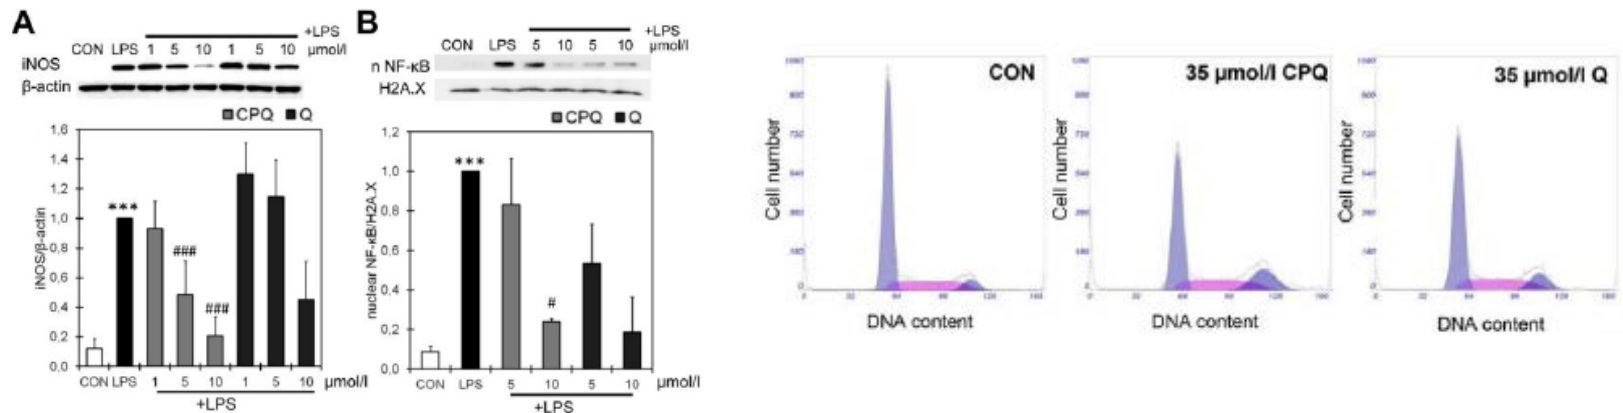 A
+LPS
CON LPS 1 5 10 1 5 10 μmol/l
iNOS
β-actin
CPQ Q
1,6
1,4
1,2
1,0
0,8
0,6
0,4
0,2
0,0
iNOS/β-actin
***
###
###
CON LPS 1 5 10 1 5 10 μmol/l
+LPS
B
+LPS
CON LPS 5 10 5 10 μmol/l
n NF-κB
H2A.X
CPQ Q
1,2
1,0
0,8
0,6
0,4
0,2
0,0
nuclear NF-κB/H2A.X
***
#
CON LPS 5 10 5 10 μmol/l
+LPS
CON
Cell number
DNA content
35 μmol/l CPQ
Cell number
DNA content
35 μmol/l Q
Cell number
DNA content